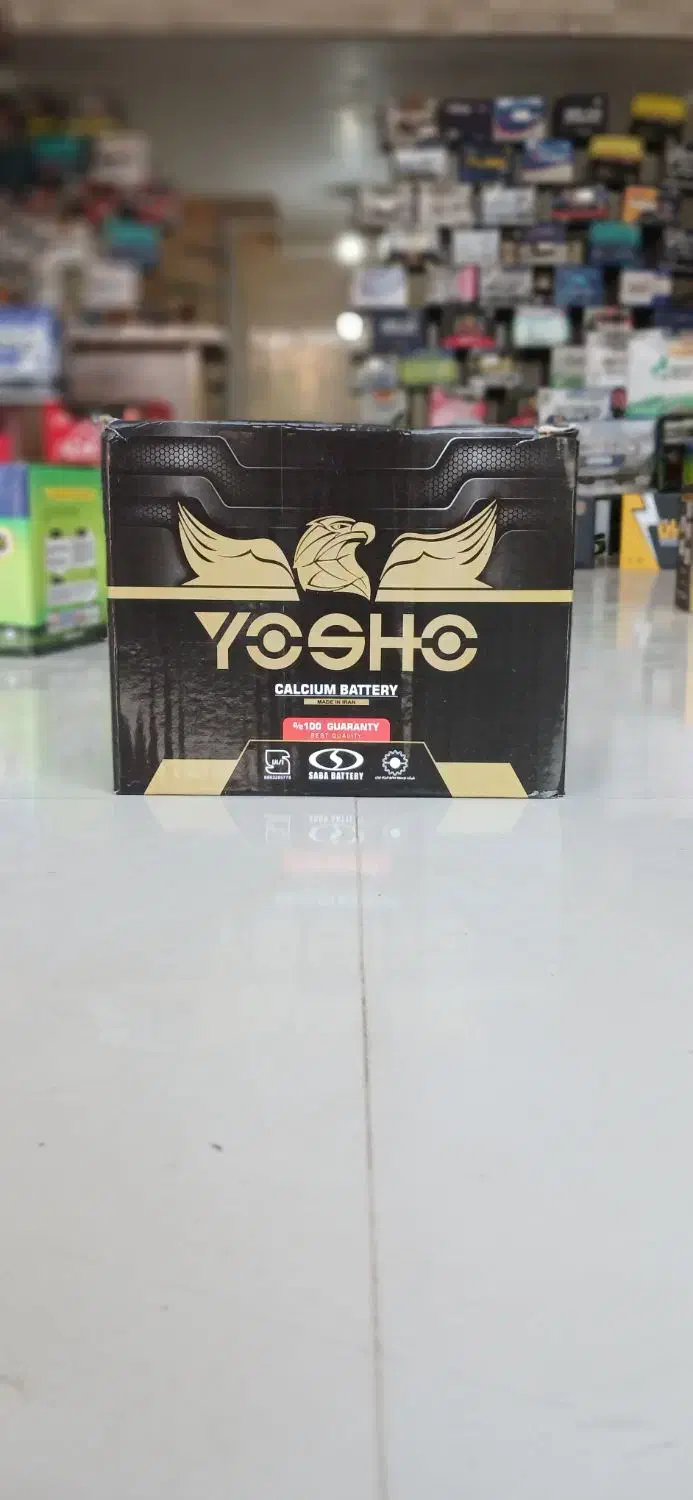 YOSHO
CALCIUM BATTERY
MADE IN IRAN
%100 GUARANTY
BEST QUALITY
SABA BATTERY